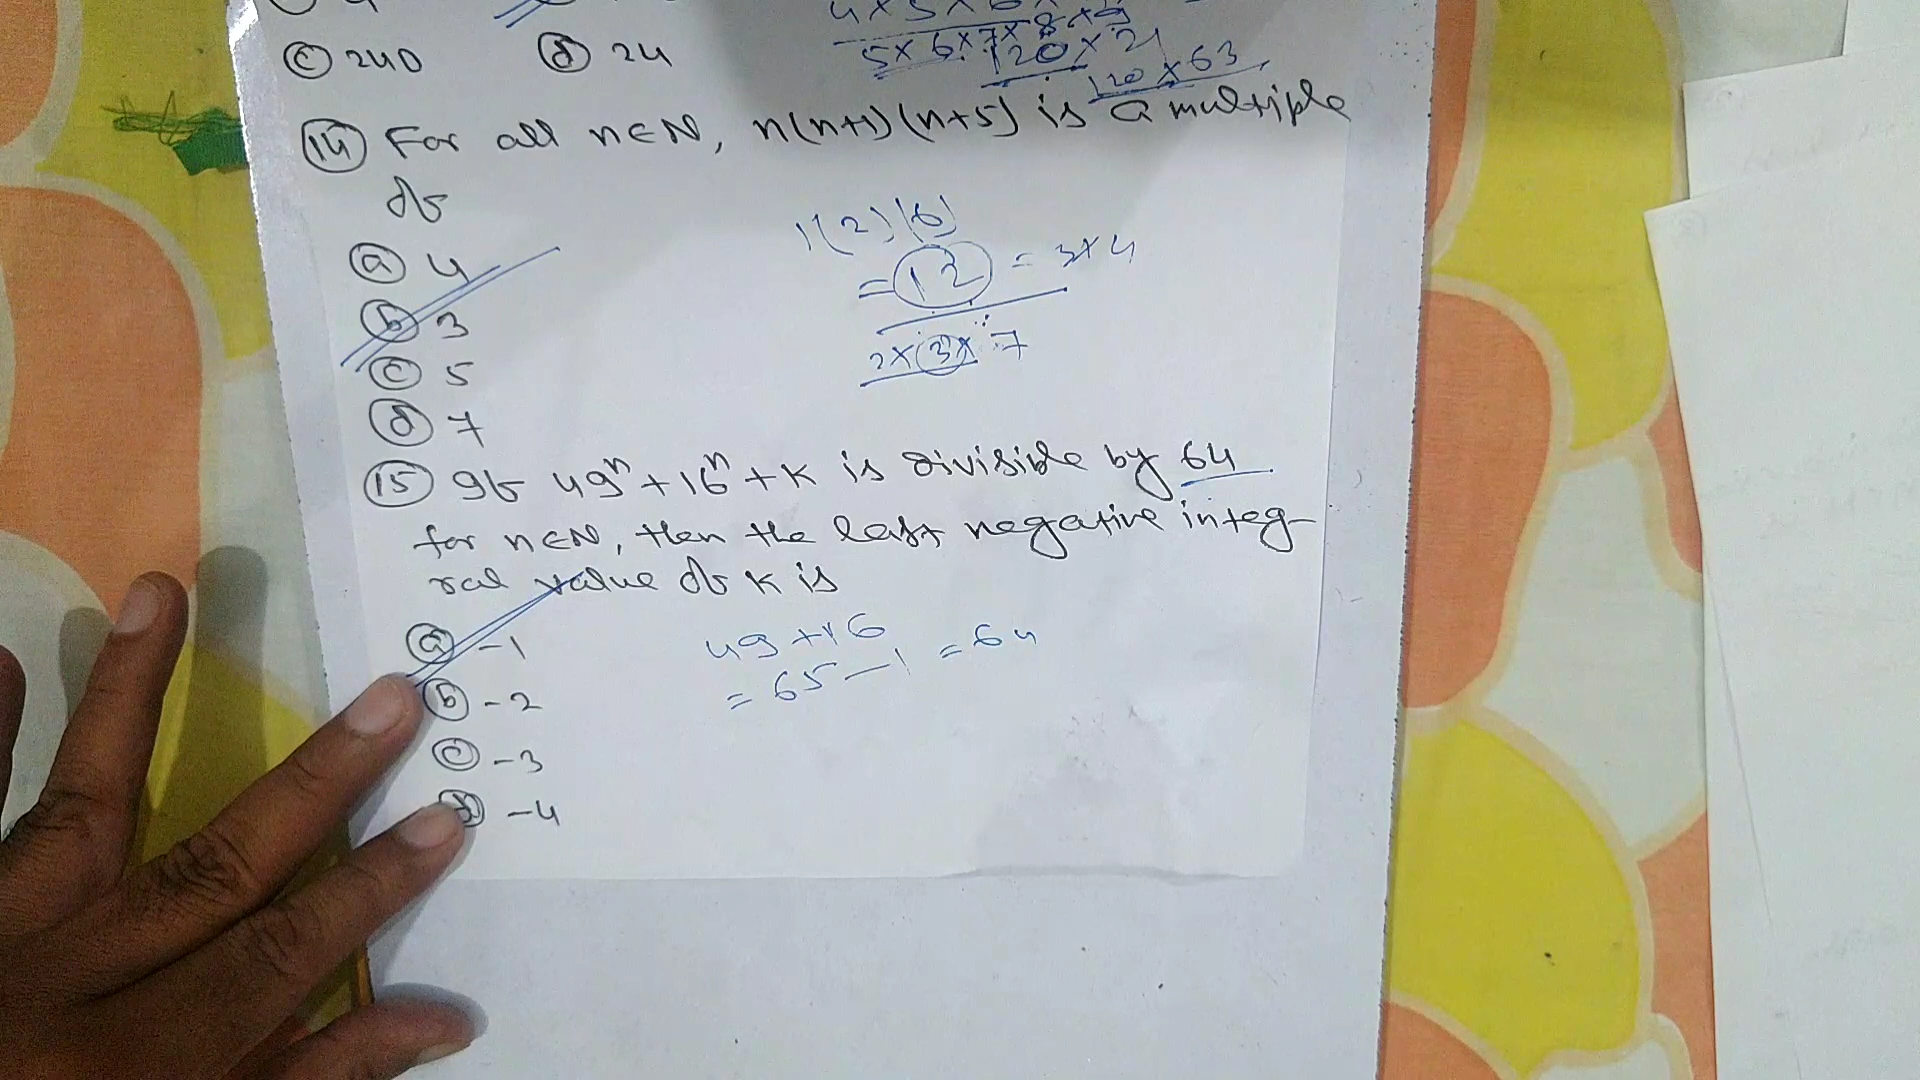 (c) 240 (d) 24
5×6×7×8×9
120×21
120×63
(14) For all n∈N, n(n+1)(n+5) is a multiple
of
1(2)(6)
(a) 4
=12 = 3×4
(b) 3
2×3×7
(c) 5
(d) 7
(15) If 49ⁿ+16ⁿ+K is divisible by 64
for n∈N, then the last negative integ-
ral value of K is
(a) -1
49+16
= 65-1 = 64
(b) -2
(c) -3
(d) -4